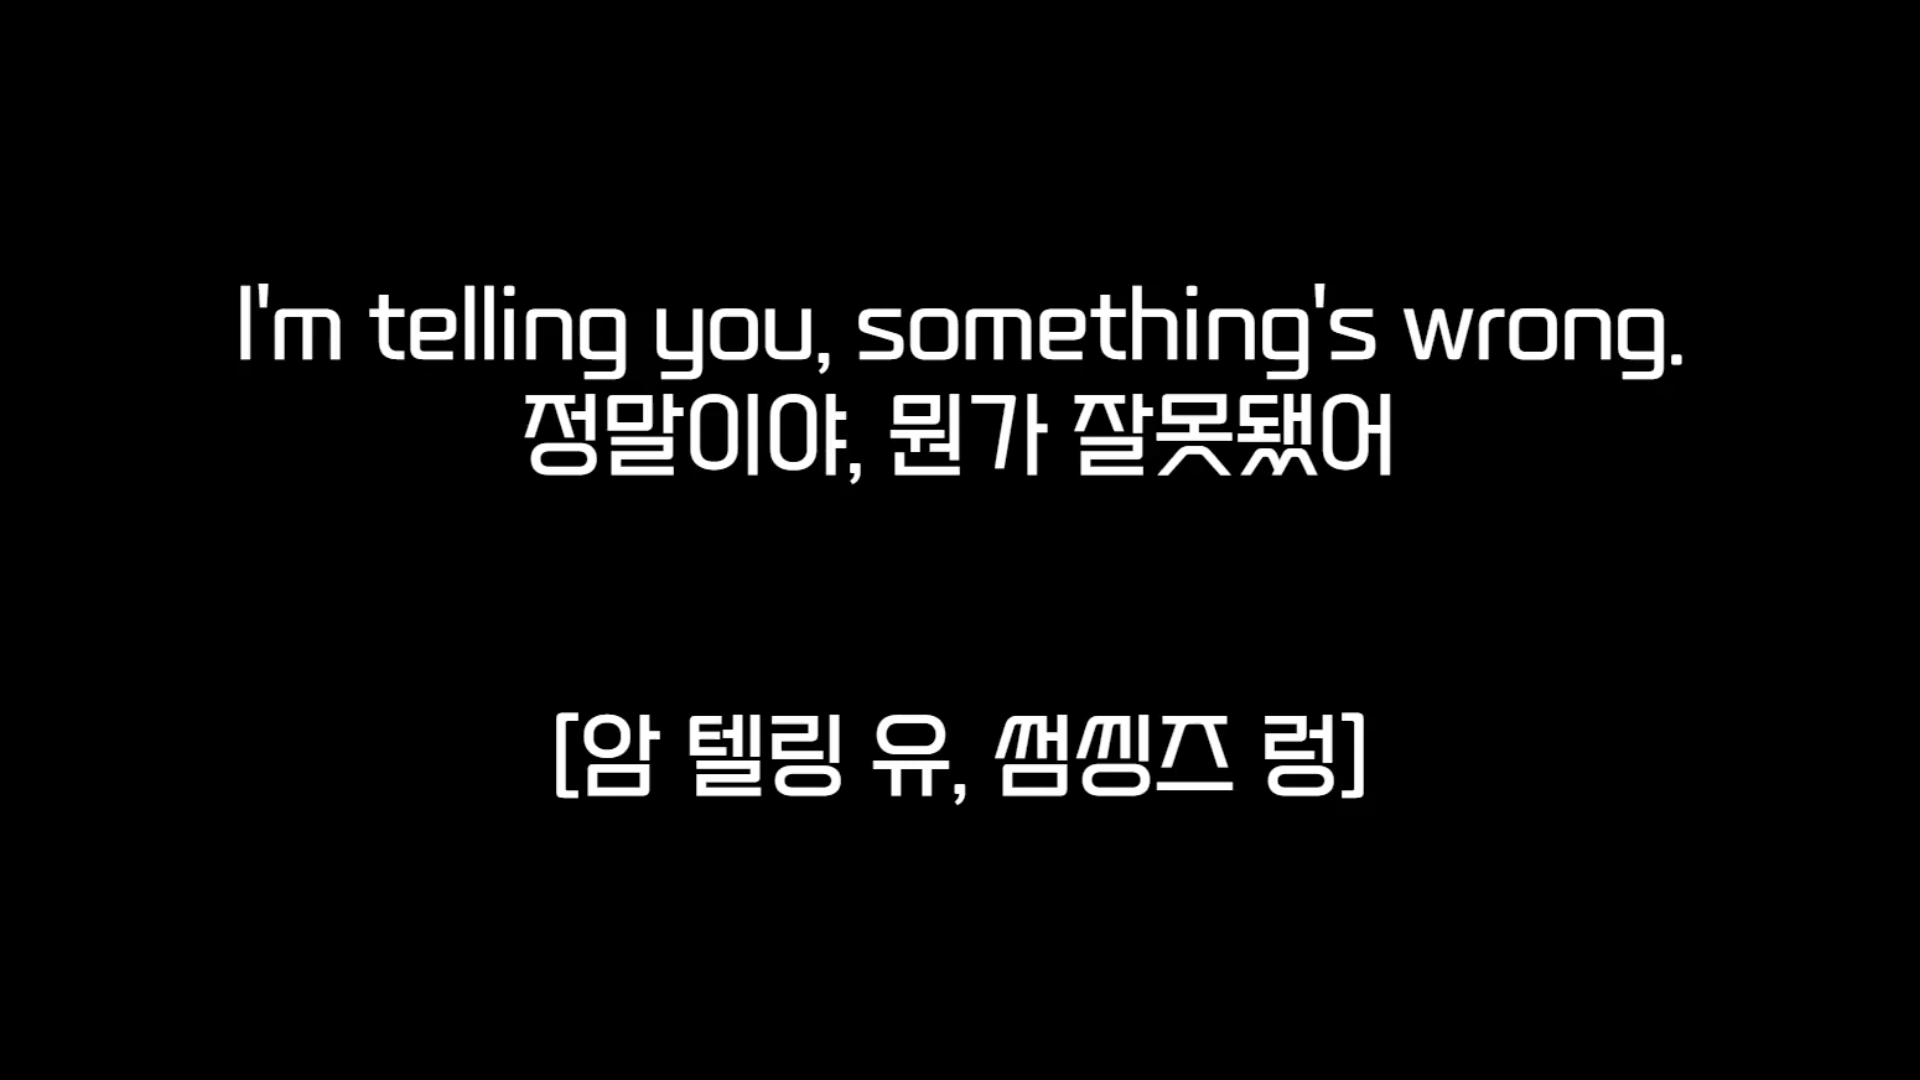 I'm telling you, something's wrong.
정말이야, 뭔가 잘못됐어
[암 텔링 유, 썸씽즈 렁]